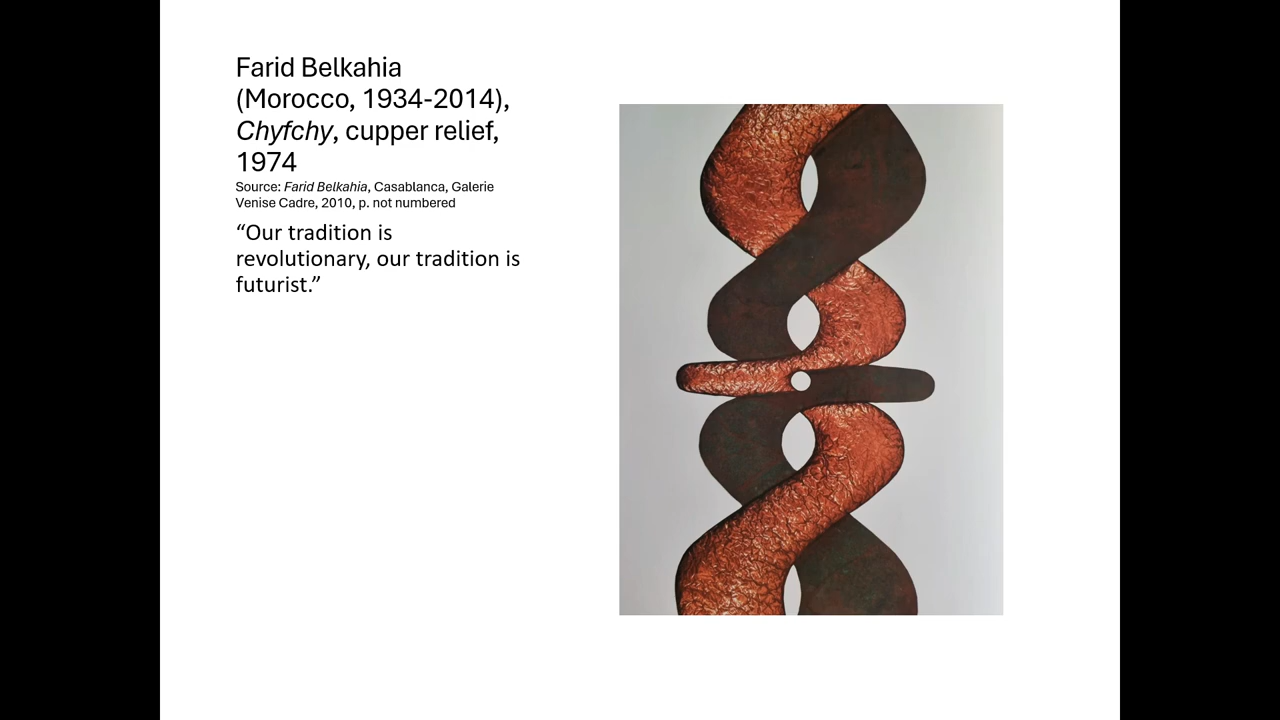 Farid Belkahia
(Morocco, 1934-2014),
Chyfchy, cupper relief,
1974
Source: Farid Belkahia, Casablanca, Galerie
Venise Cadre, 2010, p. not numbered
“Our tradition is
revolutionary, our tradition is
futurist.”